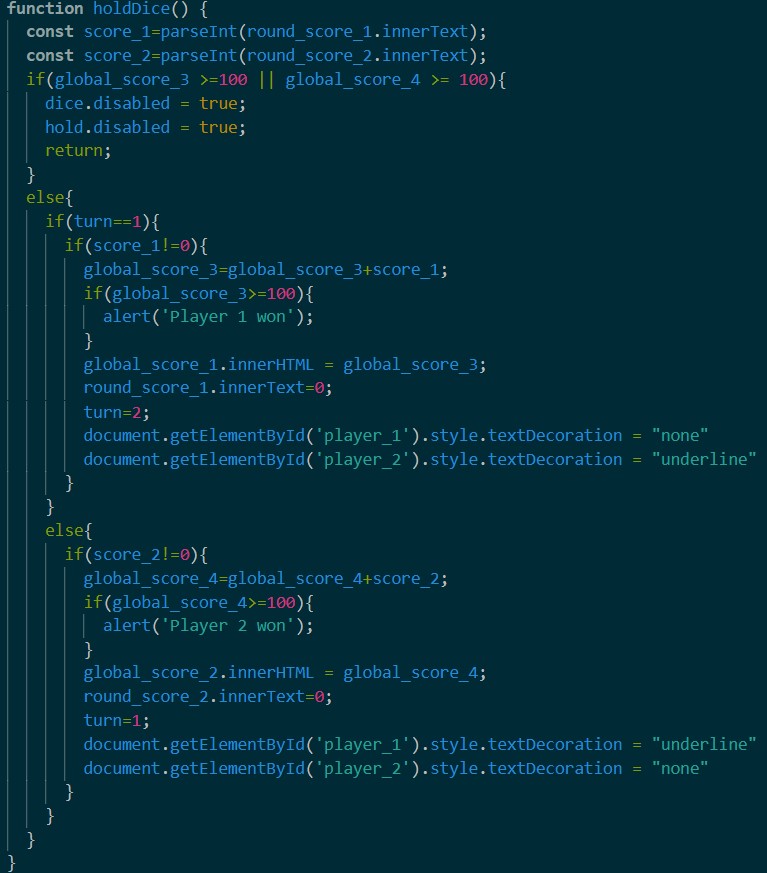 function holdDice() {
const score_1=parseInt(round_score_1.innerText);
const score_2=parseInt(round_score_2.innerText);
if(global_score_3 >=100 || global_score_4 >= 100){
dice.disabled = true;
hold.disabled = true;
return;
}
else{
if(turn==1){
if(score_1!=0){
global_score_3=global_score_3+score_1;
if(global_score_3>=100){
alert('Player 1 won');
}
global_score_1.innerHTML = global_score_3;
round_score_1.innerText=0;
turn=2;
document.getElementById('player_1').style.textDecoration = "none"
document.getElementById('player_2').style.textDecoration = "underline"
}
}
else{
if(score_2!=0){
global_score_4=global_score_4+score_2;
if(global_score_4>=100){
alert('Player 2 won');
}
global_score_2.innerHTML = global_score_4;
round_score_2.innerText=0;
turn=1;
document.getElementById('player_1').style.textDecoration = "underline"
document.getElementById('player_2').style.textDecoration = "none"
}
}
}
}